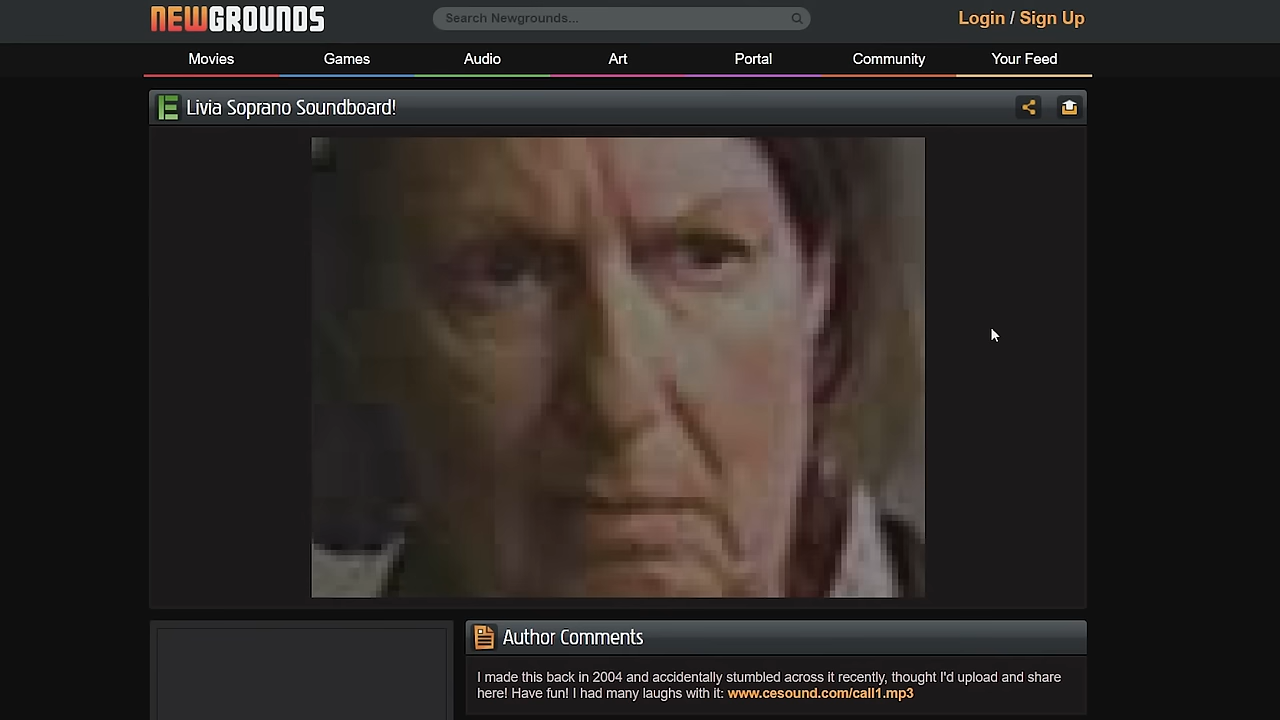 NEWGROUNDS
Search Newgrounds...
Login / Sign Up
Movies
Games
Audio
Art
Portal
Community
Your Feed
E
Livia Soprano Soundboard!
Author Comments
I made this back in 2004 and accidentally stumbled across it recently, thought I'd upload and share
here! Have fun! I had many laughs with it: www.cesound.com/call1.mp3